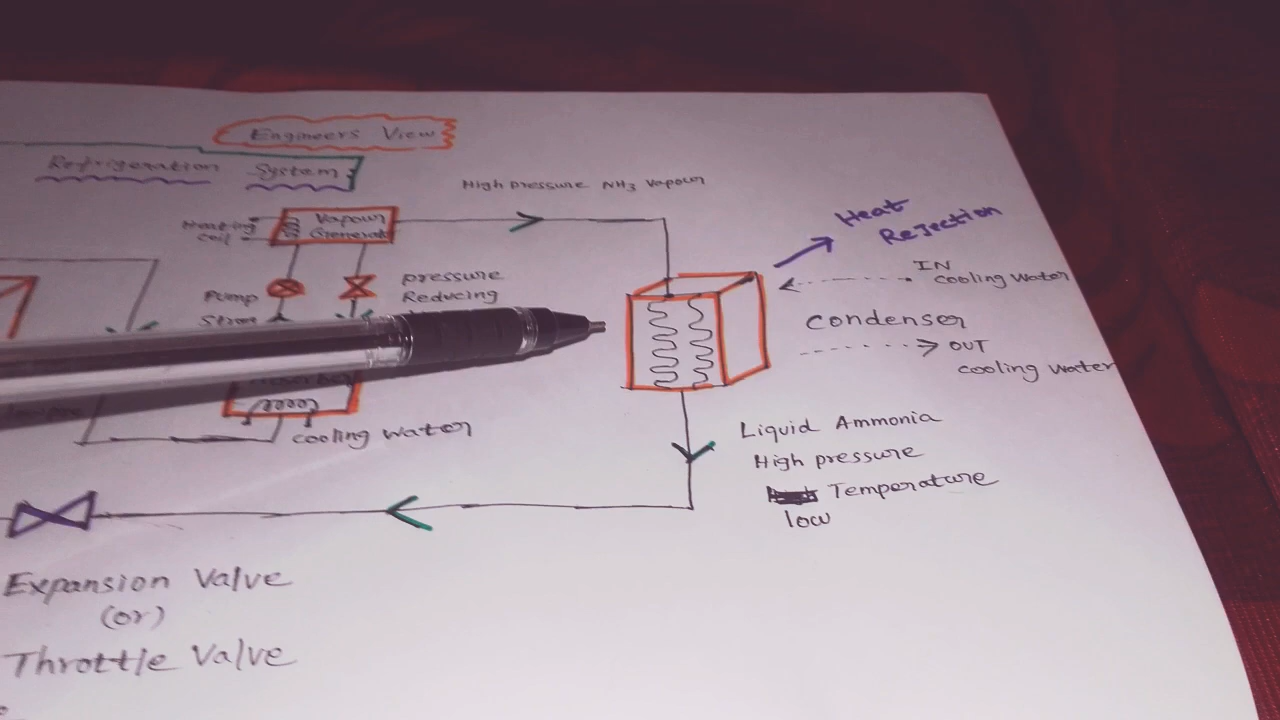 Engineers View
Refrigeration System
High pressure NH3 Vapour
Heating
coil
Vapour
Generator
Pump
pressure
Reducing
cooling water
Heat
Rejection
IN
cooling water
Condenser
OUT
cooling water
Liquid Ammonia
High pressure
Temperature
low
Expansion Valve
(or)
Throttle Valve